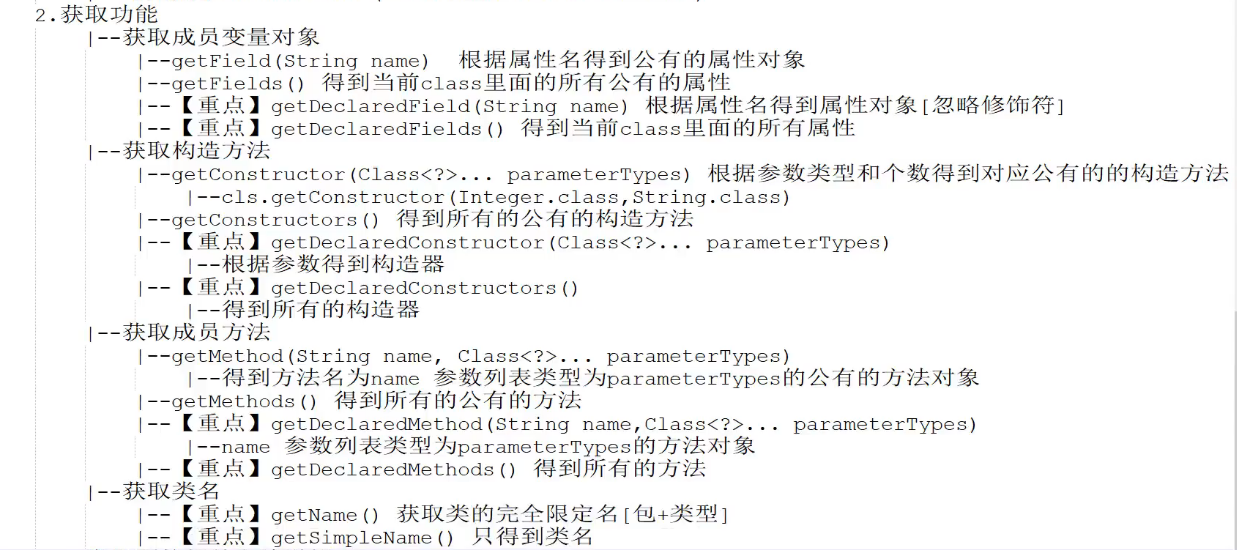 2.获取功能
|--获取成员变量对象
|--getField(String name) 根据属性名得到公有的属性对象
|--getFields() 得到当前class里面的所有公有的属性
|--【重点】getDeclaredField(String name) 根据属性名得到属性对象[忽略修饰符]
|--【重点】getDeclaredFields() 得到当前class里面的所有属性
|--获取构造方法
|--getConstructor(Class<?>... parameterTypes) 根据参数类型和个数得到对应公有的的构造方法
|--cls.getConstructor(Integer.class,String.class)
|--getConstructors() 得到所有的公有的构造方法
|--【重点】getDeclaredConstructor(Class<?>... parameterTypes)
|--根据参数得到构造器
|--【重点】getDeclaredConstructors()
|--得到所有的构造器
|--获取成员方法
|--getMethod(String name, Class<?>... parameterTypes)
|--得到方法名为name 参数列表类型为parameterTypes的公有的方法对象
|--getMethods() 得到所有的公有的方法
|--【重点】getDeclaredMethod(String name,Class<?>... parameterTypes)
|--name 参数列表类型为parameterTypes的方法对象
|--【重点】getDeclaredMethods() 得到所有的方法
|--获取类名
|--【重点】getName() 获取类的完全限定名[包+类型]
|--【重点】getSimpleName() 只得到类名